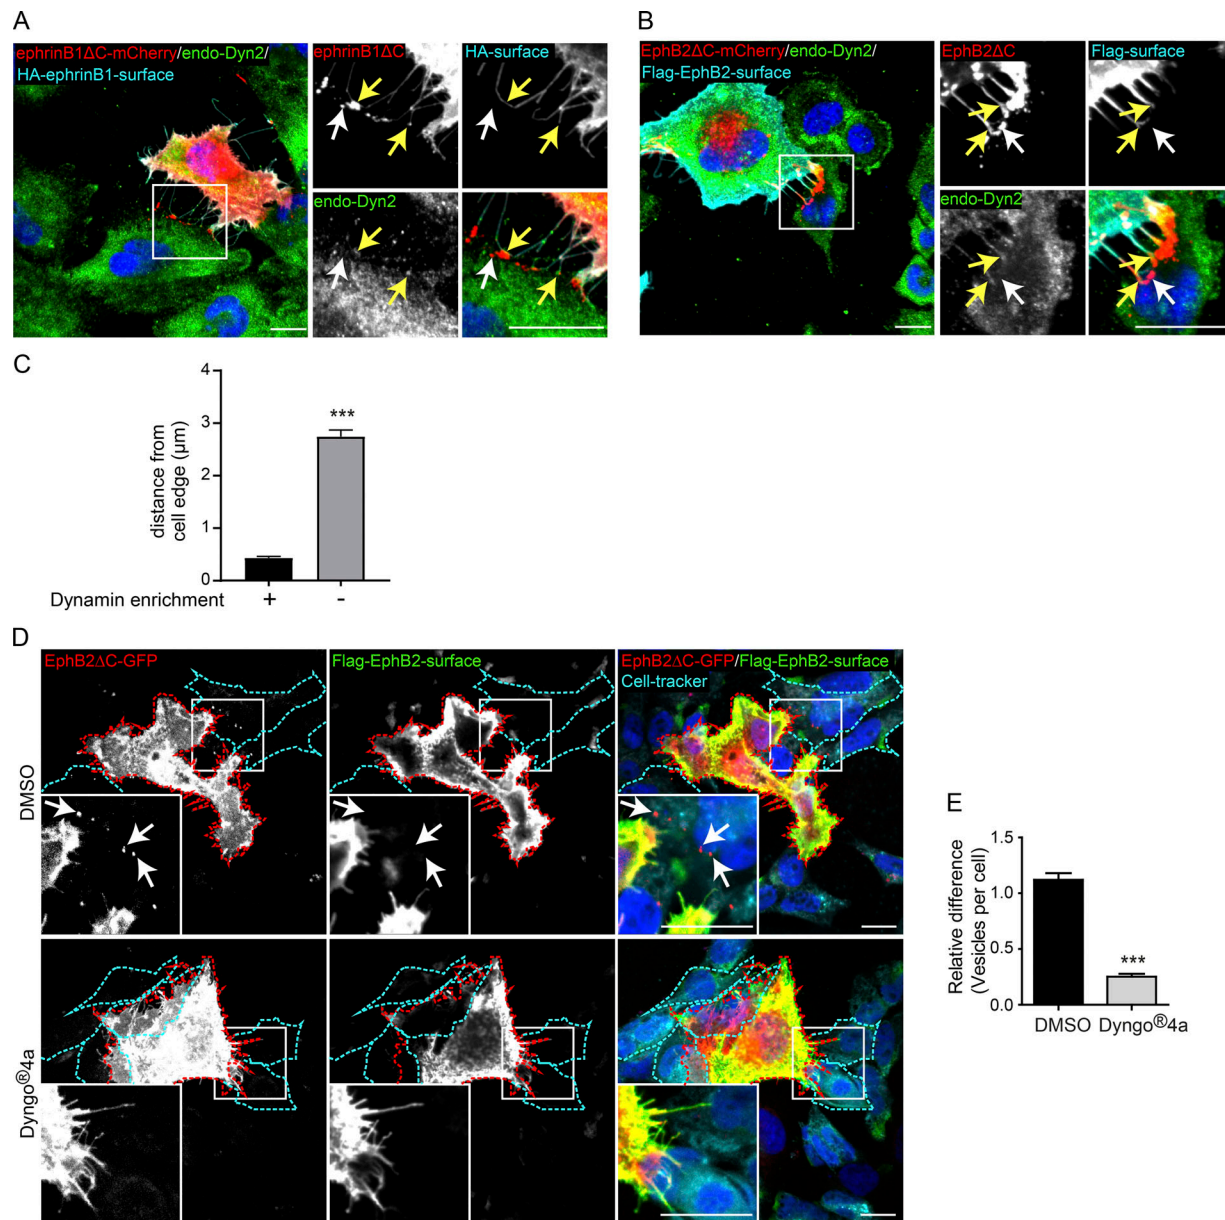 A
ephrinB1ΔC-mCherry/endo-Dyn2/
HA-ephrinB1-surface
ephrinB1ΔC
HA-surface
endo-Dyn2
B
EphB2ΔC-mCherry/endo-Dyn2/
Flag-EphB2-surface
EphB2ΔC
Flag-surface
endo-Dyn2
C
distance from
cell edge (µm)
4
3
2
1
0
***
Dynamin enrichment + -
D
EphB2ΔC-GFP
Flag-EphB2-surface
EphB2ΔC-GFP/Flag-EphB2-surface
Cell-tracker
DMSO
Dyngo®4a
E
Relative difference
(Vesicles per cell)
1.5
1.0
0.5
0.0
***
DMSO Dyngo®4a